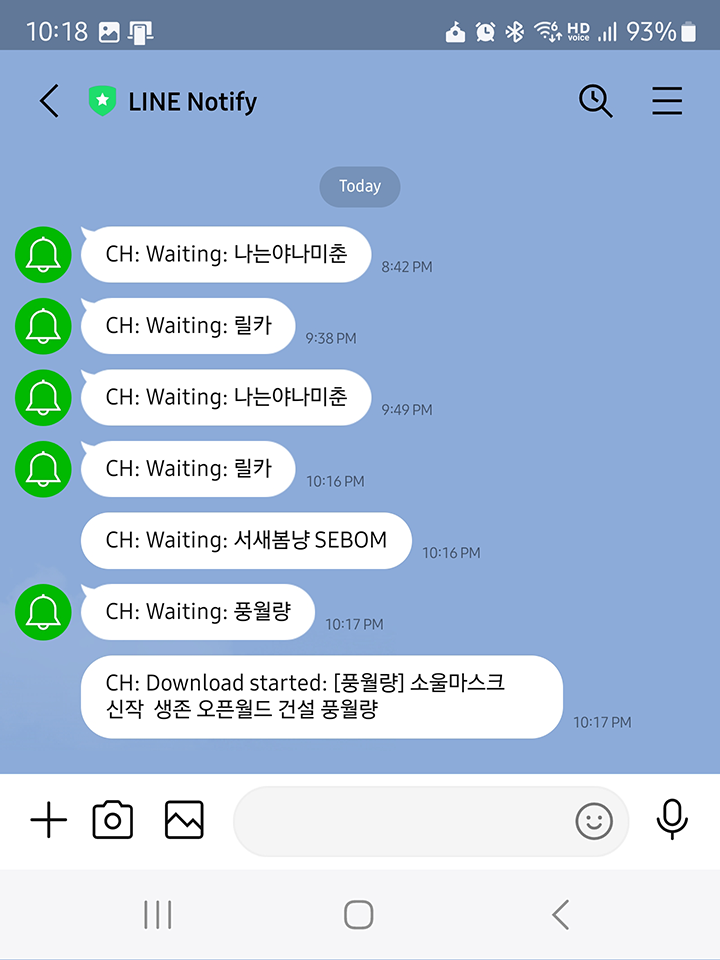 10:18
HD voice
93%
LINE Notify
Today
CH: Waiting: 나는야나미춘
8:42 PM
CH: Waiting: 릴카
9:38 PM
CH: Waiting: 나는야나미춘
9:49 PM
CH: Waiting: 릴카
10:16 PM
CH: Waiting: 서새봄냥 SEBOM
10:16 PM
CH: Waiting: 풍월량
10:17 PM
CH: Download started: [풍월량] 소울마스크
신작  생존 오픈월드 건설 풍월량
10:17 PM